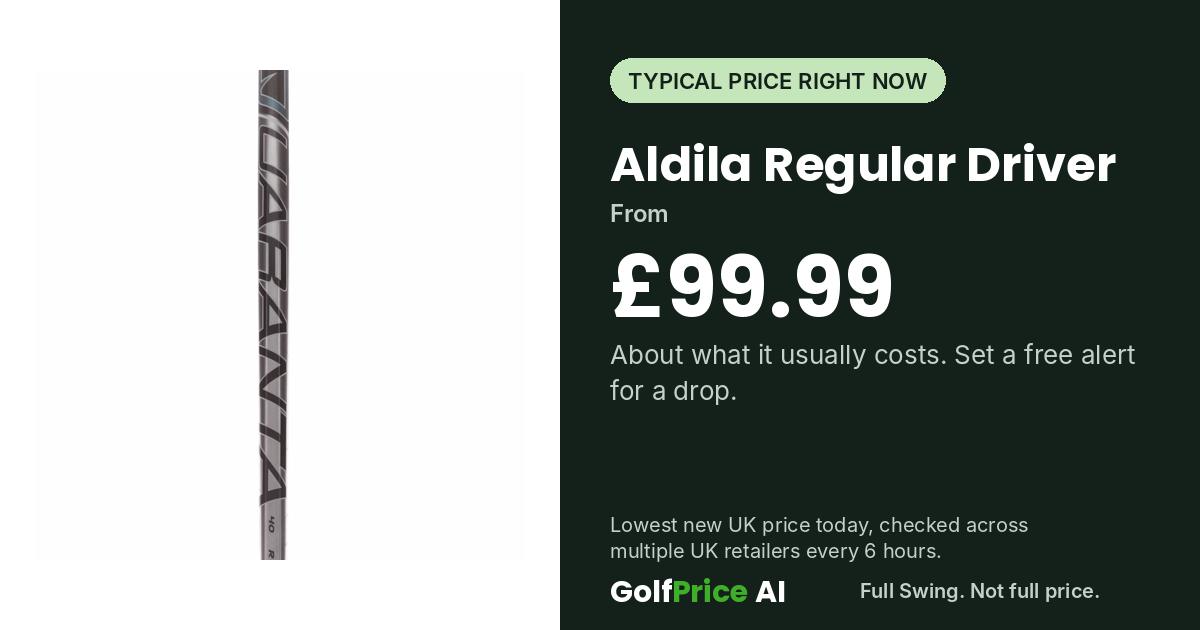 QUARANTA
40 R
TYPICAL PRICE RIGHT NOW
Aldila Regular Driver
From
£99.99
About what it usually costs. Set a free alert
for a drop.
Lowest new UK price today, checked across
multiple UK retailers every 6 hours.
GolfPrice AI
Full Swing. Not full price.